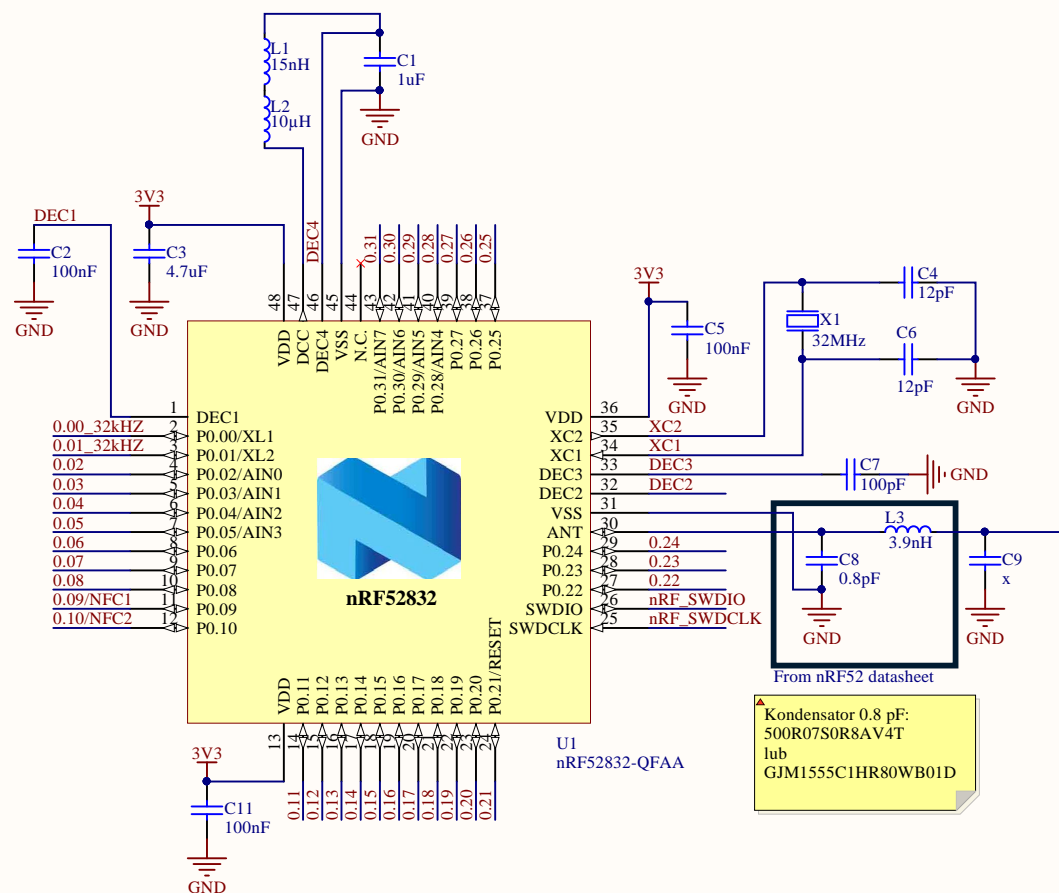 L1
15nH
L2
10µH
C1
1uF
GND
3V3
DEC1
C2
100nF
GND
C3
4.7uF
GND
DEC4
0.31
0.30
0.29
0.28
0.27
0.26
0.25
48
47
46
45
44
43
42
41
40
39
38
37
VDD
DCC
DEC4
VSS
N.C.
P0.31/AIN7
P0.30/AIN6
P0.29/AIN5
P0.28/AIN4
P0.27
P0.26
P0.25
3V3
C5
100nF
GND
C4
12pF
X1
32MHz
C6
12pF
GND
1 DEC1
0.00_32kHZ 2 P0.00/XL1
0.01_32kHZ 3 P0.01/XL2
0.02 4 P0.02/AIN0
0.03 5 P0.03/AIN1
0.04 6 P0.04/AIN2
0.05 7 P0.05/AIN3
0.06 8 P0.06
0.07 9 P0.07
0.08 10 P0.08
0.09/NFC1 11 P0.09
0.10/NFC2 12 P0.10
nRF52832
VDD 36
XC2 35 XC2
XC1 34 XC1
DEC3 33 DEC3
DEC2 32 DEC2
VSS 31
ANT 30
P0.24 29 0.24
P0.23 28 0.23
P0.22 27 0.22
SWDIO 26 nRF_SWDIO
SWDCLK 25 nRF_SWDCLK
C7
100pF
GND
L3
3.9nH
C8
0.8pF
GND
C9
x
GND
From nRF52 datasheet
VDD
P0.11
P0.12
P0.13
P0.14
P0.15
P0.16
P0.17
P0.18
P0.19
P0.20
P0.21/RESET
13
14
15
16
17
18
19
20
21
22
23
24
U1
nRF52832-QFAA
Kondensator 0.8 pF:
500R07S0R8AV4T
lub
GJM1555C1HR80WB01D
3V3
C11
100nF
GND
0.11
0.12
0.13
0.14
0.15
0.16
0.17
0.18
0.19
0.20
0.21